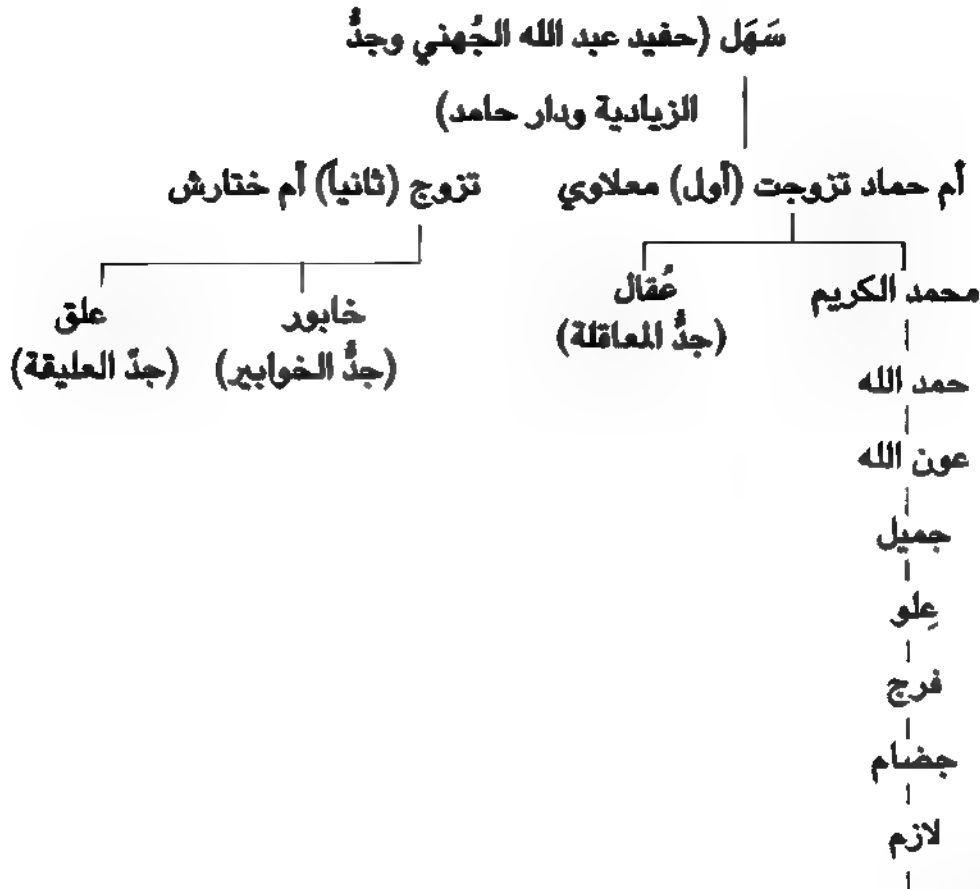 سَهَل (حفيد عبد الله الجُهني وجدُّ
الزيادية ودار حامد)
أم حماد تزوجت (أول) معلاوي
تزوج (ثانياً) أم ختارش
محمد الكريم
عُقال
(جدُّ المعاقلة)
خابور
(جدُّ الخوابير)
علق
(جدّ العليقة)
حمد الله
عون الله
جميل
عِلو
فرج
جضام
لازم